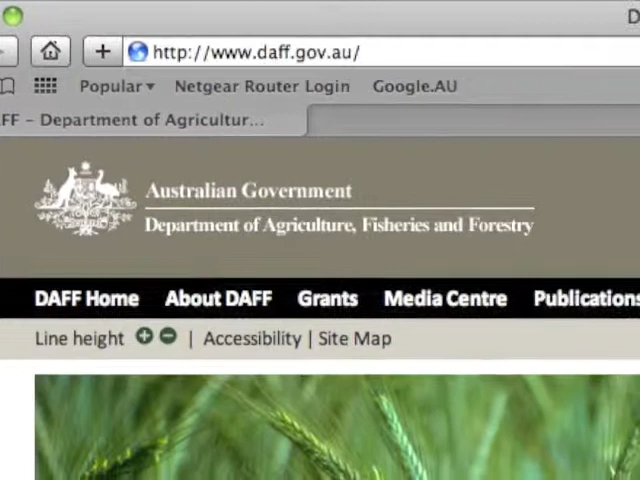 D
http://www.daff.gov.au/
Popular Netgear Router Login Google.AU
FF – Department of Agricultur...
Australian Government
Department of Agriculture, Fisheries and Forestry
DAFF Home About DAFF Grants Media Centre Publications
Line height | Accessibility | Site Map